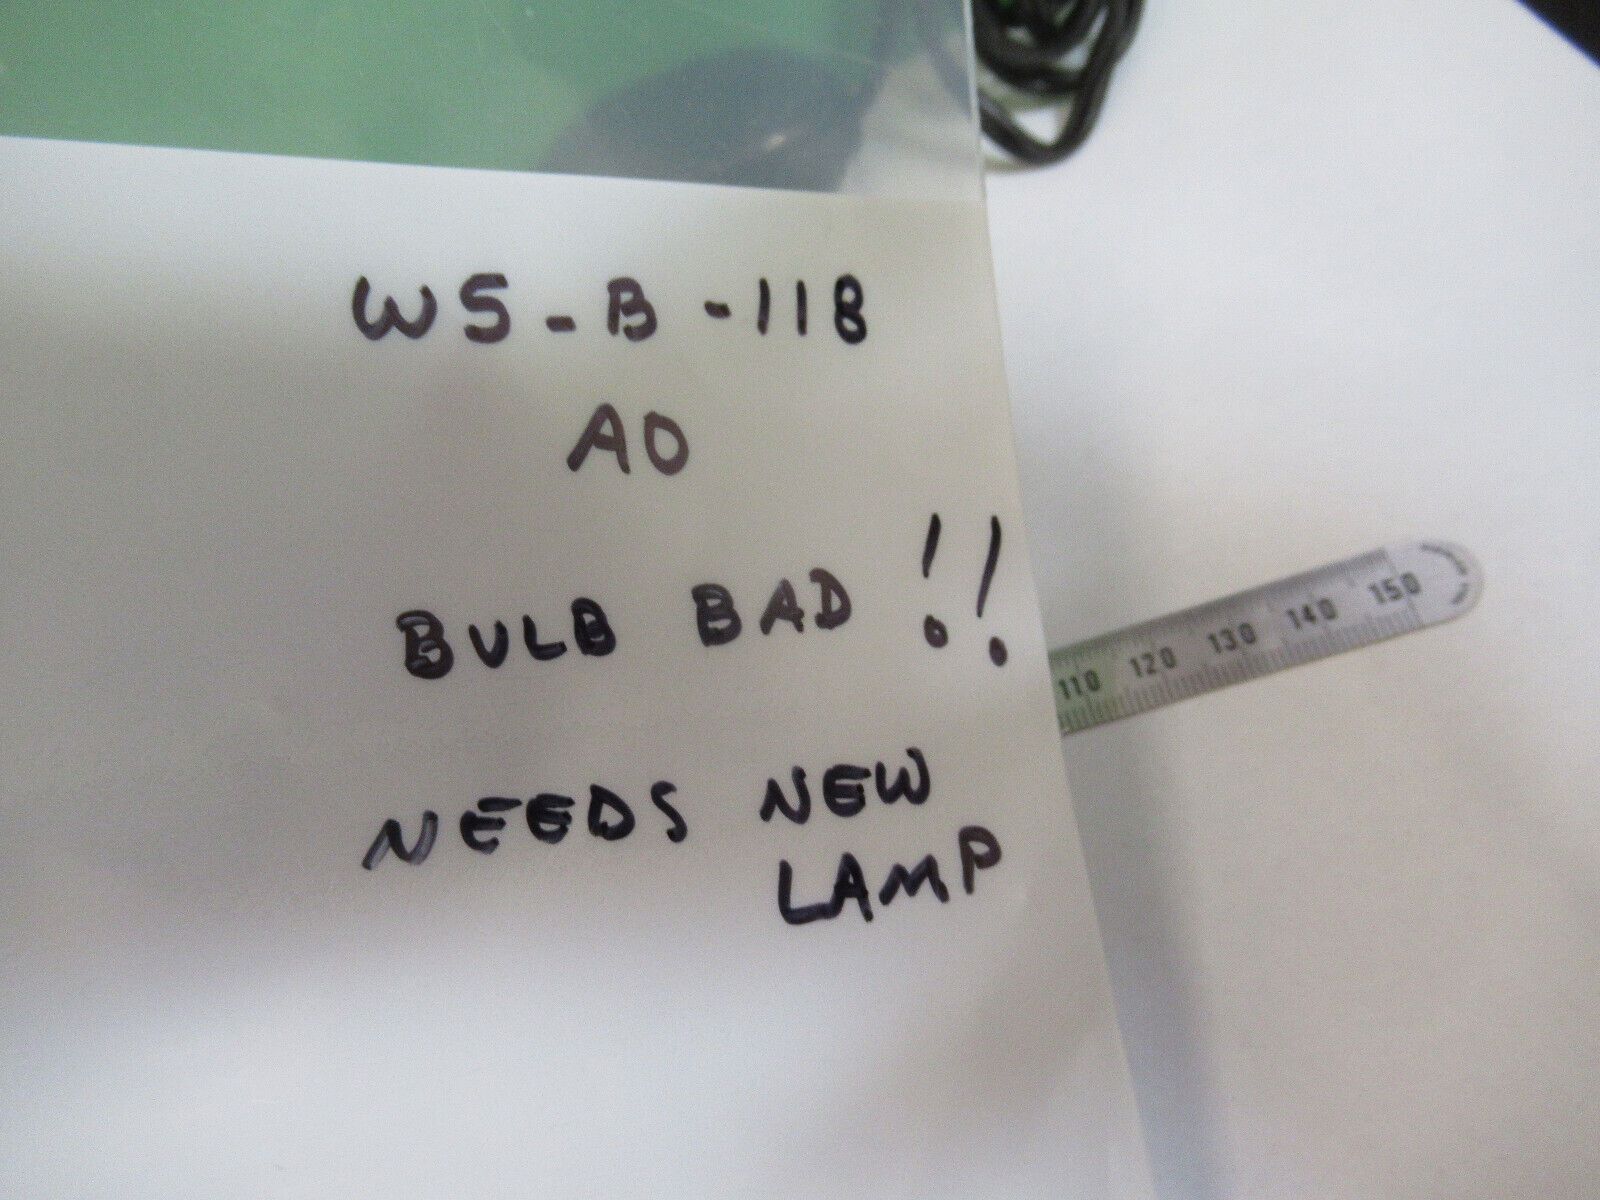 WS-B-118
AO
BULB BAD !!
NEEDS NEW
LAMP
110 120 130 140 150